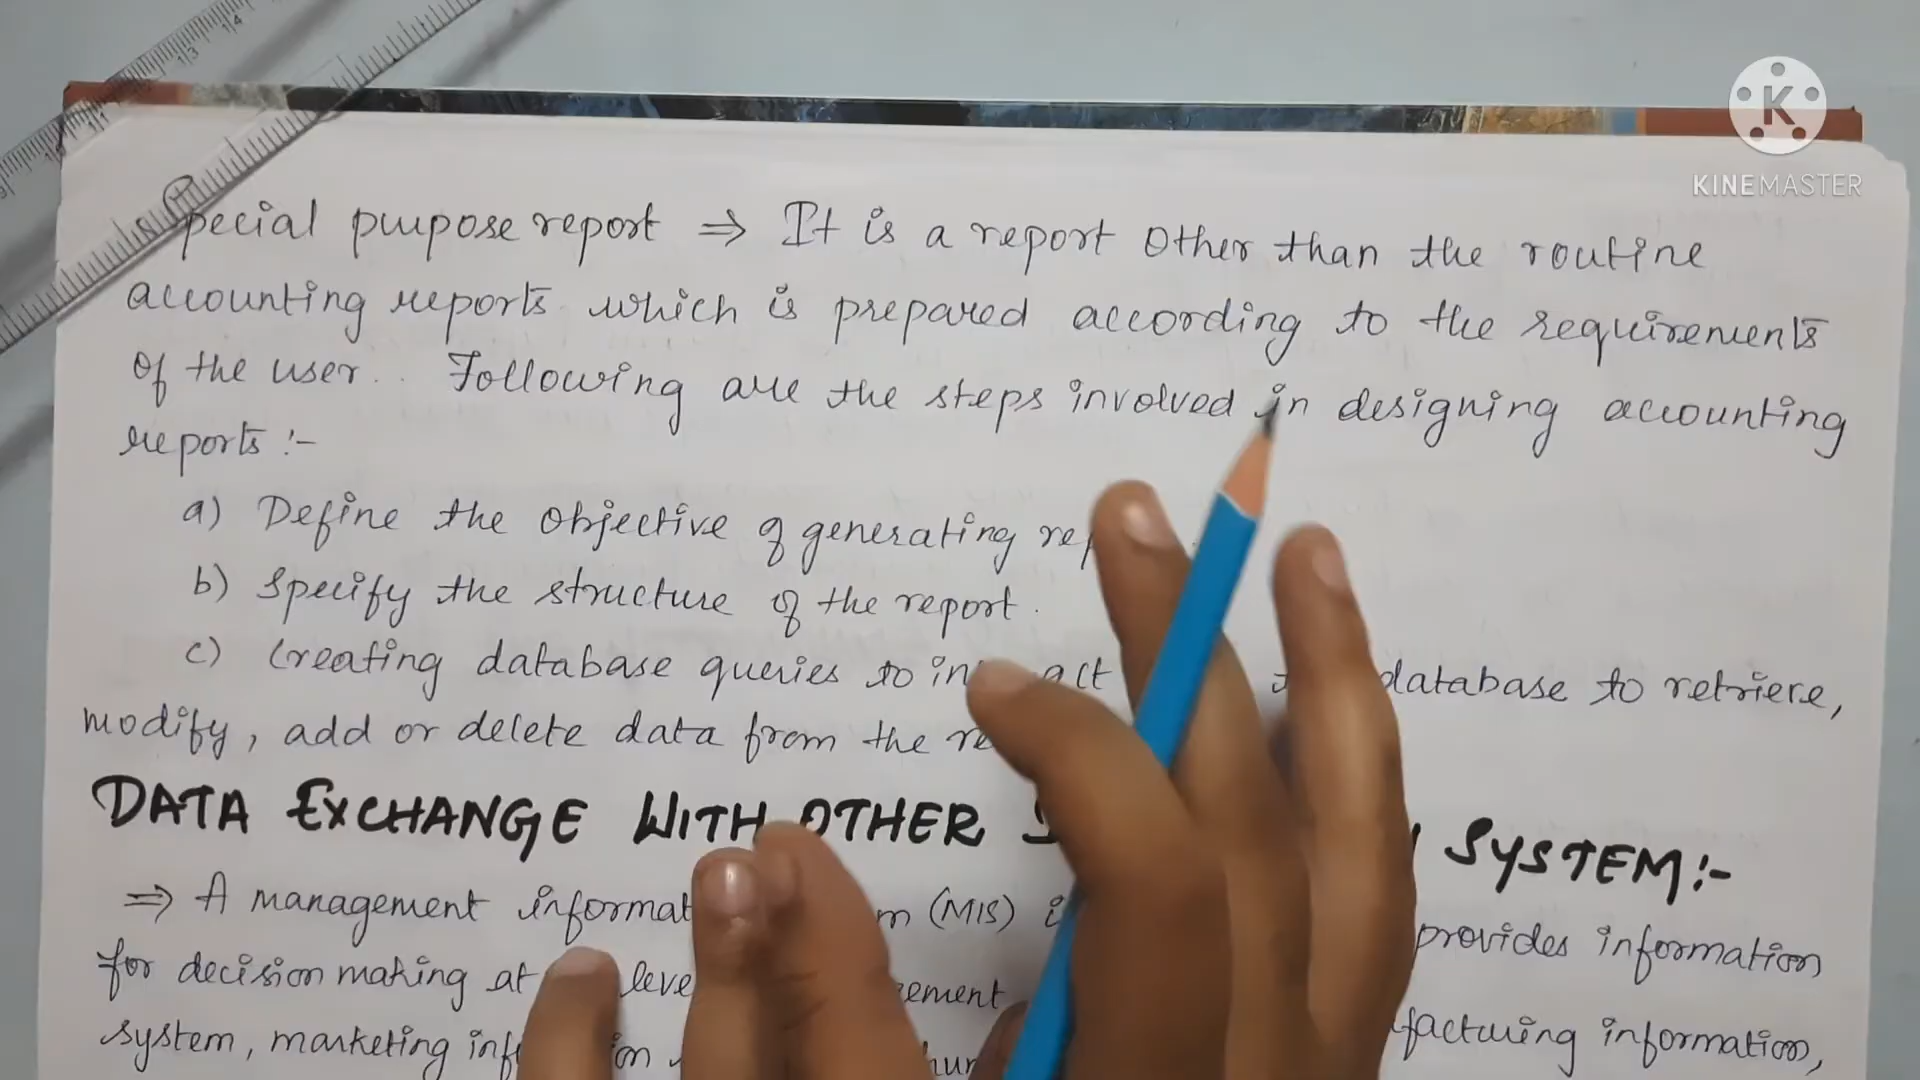 KINEMASTER
Special purpose report ⇒ It is a report Other than the routine
accounting reports which is prepared according to the requirements
of the user. Following are the steps involved in designing accounting
reports :-
a) Define the objective of generating
b) Specify the structure of the report.
c) Creating database queries to database to retrieve,
modify, add or delete data from the
DATA EXCHANGE WITH OTHER SYSTEM:-
⇒ A management (MIS) provides information
for decision making at
system, marketing information,